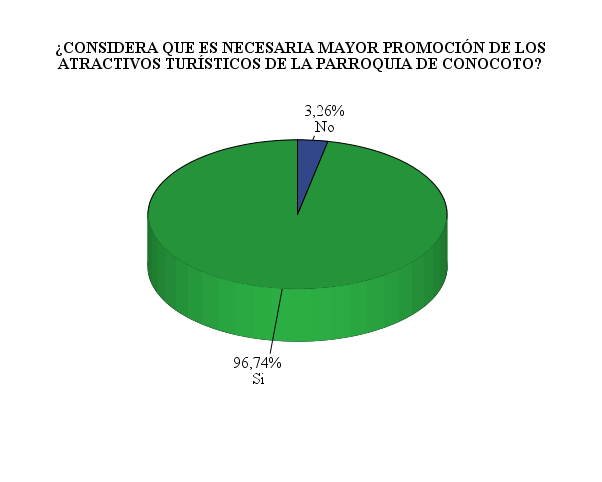 ¿CONSIDERA QUE ES NECESARIA MAYOR PROMOCIÓN DE LOS
ATRACTIVOS TURÍSTICOS DE LA PARROQUIA DE CONOCOTO?
3,26%
No
96,74%
Si